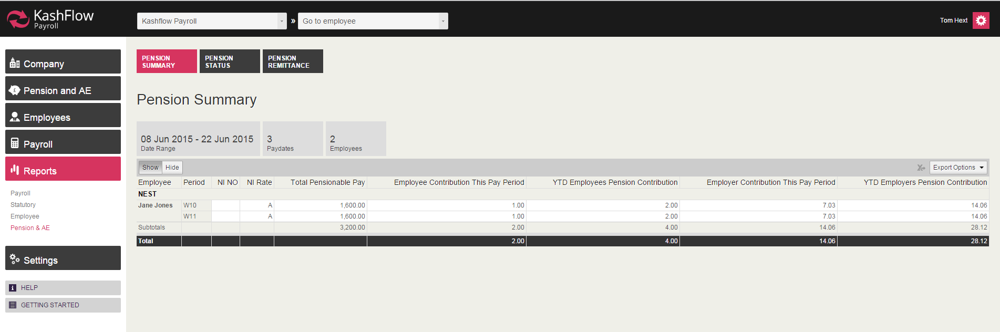 KashFlow
Payroll
Kashflow Payroll » Go to employee
Tom Hext
Company
Pension and AE
Employees
Payroll
Reports
Payroll
Statutory
Employee
Pension & AE
Settings
HELP
GETTING STARTED
PENSION SUMMARY
PENSION STATUS
PENSION REMITTANCE
Pension Summary
08 Jun 2015 - 22 Jun 2015
Date Range
3
Paydates
2
Employees
Show Hide Export Options
Employee Period NI NO NI Rate Total Pensionable Pay Employee Contribution This Pay Period YTD Employees Pension Contribution Employer Contribution This Pay Period YTD Employers Pension Contribution
NEST
Jane Jones W10 A 1,600.00 1.00 2.00 7.03 14.06
W11 A 1,600.00 1.00 2.00 7.03 14.06
Subtotals 3,200.00 2.00 4.00 14.06 28.12
Total 2.00 4.00 14.06 28.12